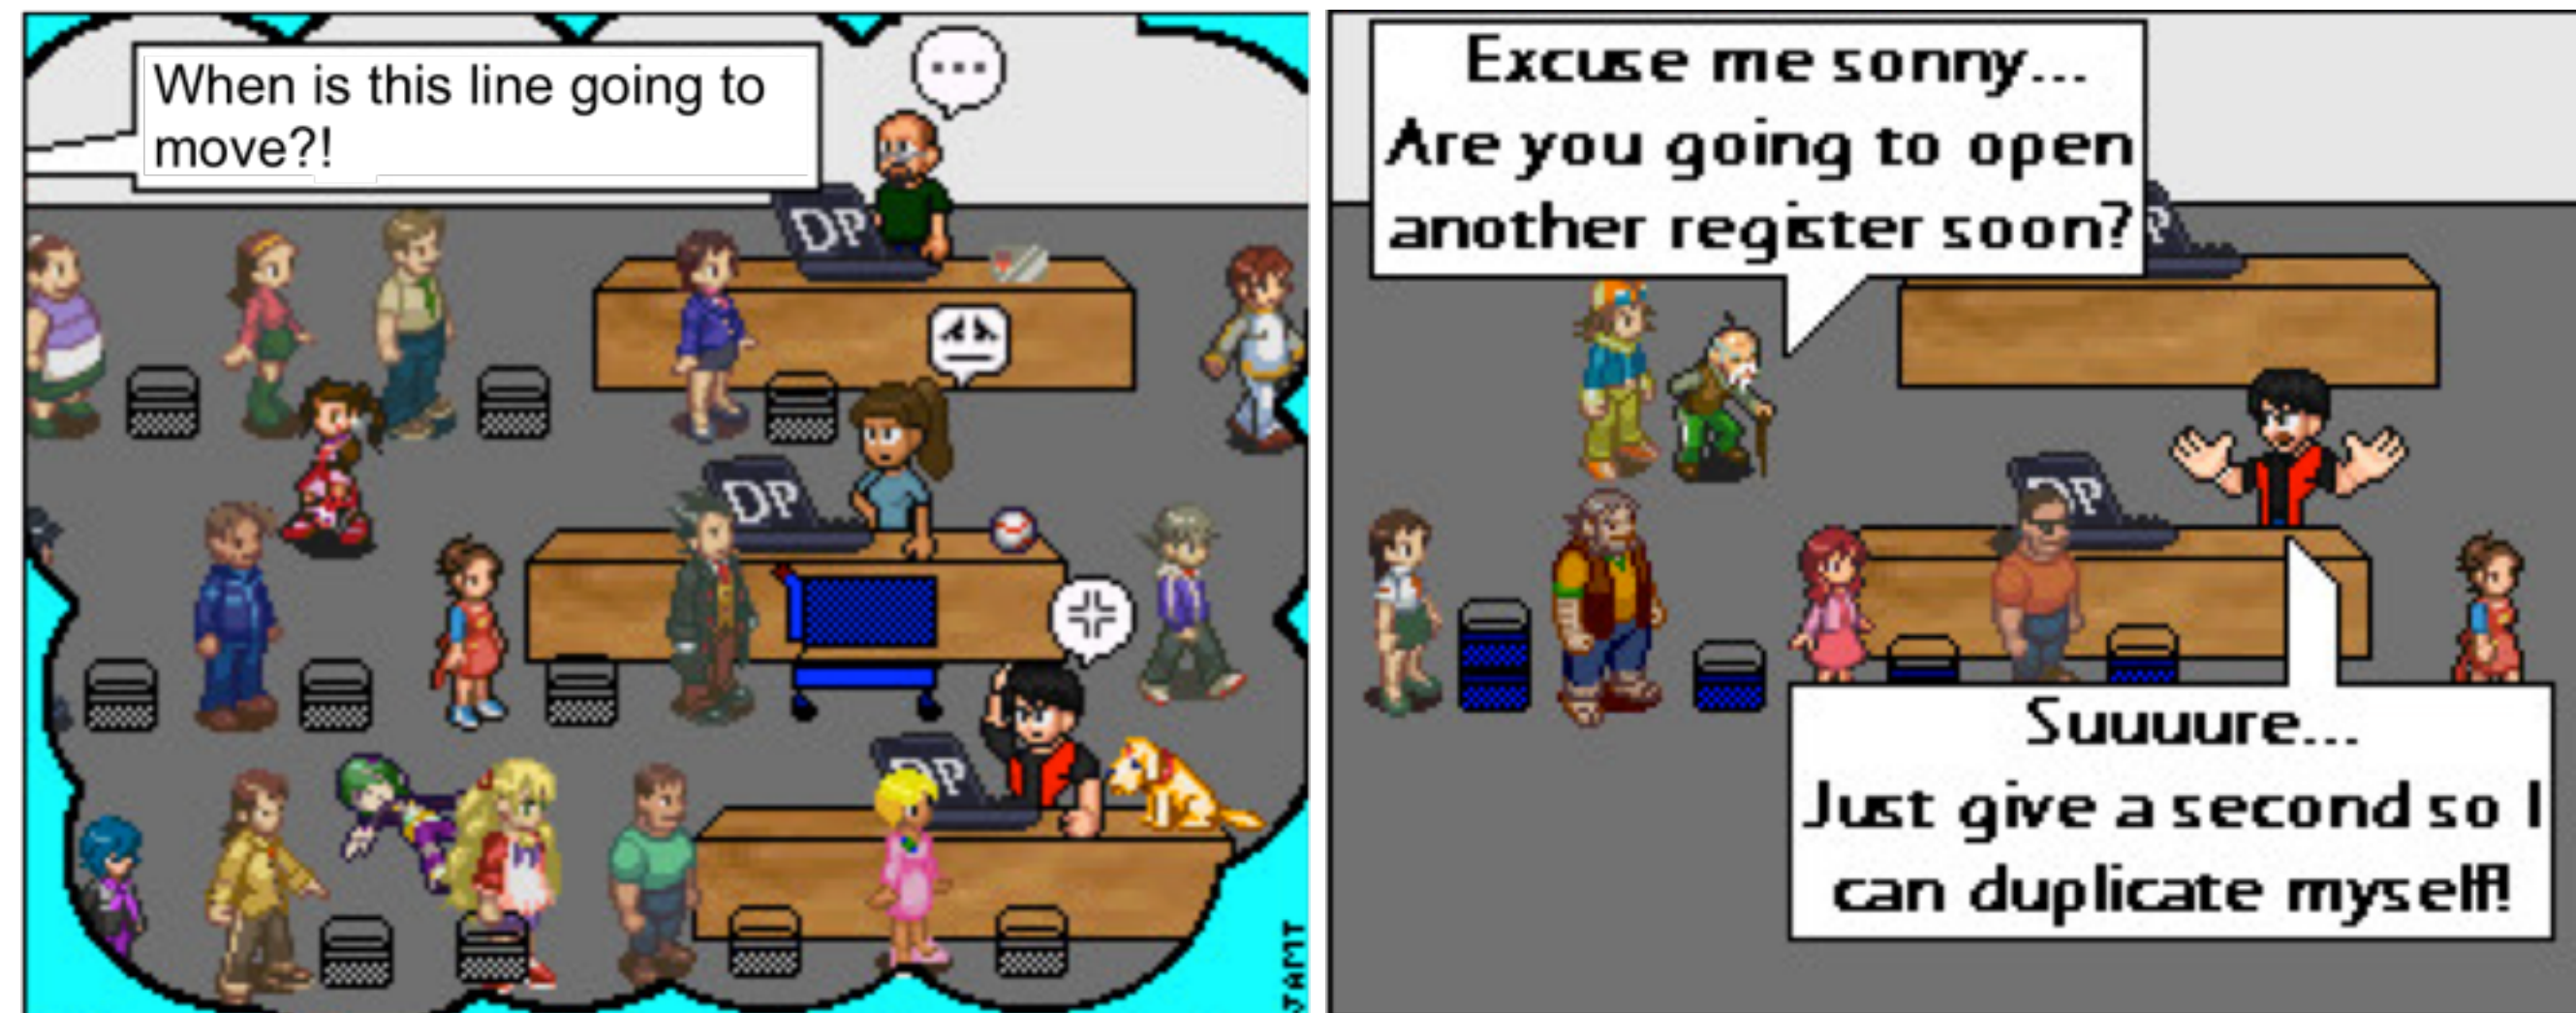 When is this line going to
move?!
...
DP
DP
DP
JAMT
Excuse me sonny...
Are you going to open
another register soon?
P
DP
Suuuure...
Just give a second so I
can duplicate myself!